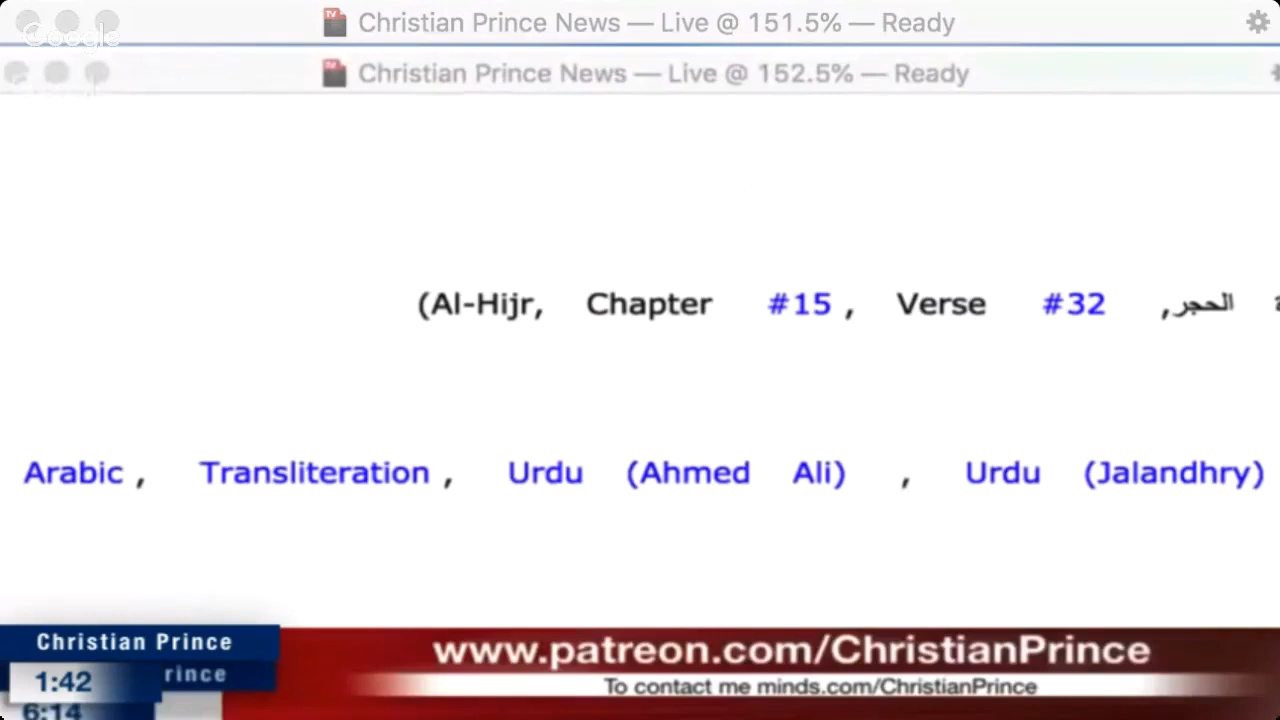 Christian Prince News — Live @ 151.5% — Ready
Google
Christian Prince News — Live @ 152.5% — Ready
(Al-Hijr, Chapter #15 , Verse #32 الحجر,
Arabic , Transliteration , Urdu (Ahmed Ali) , Urdu (Jalandhry)
Christian Prince
www.patreon.com/ChristianPrince
rince
1:42
To contact me minds.com/ChristianPrince
6:14